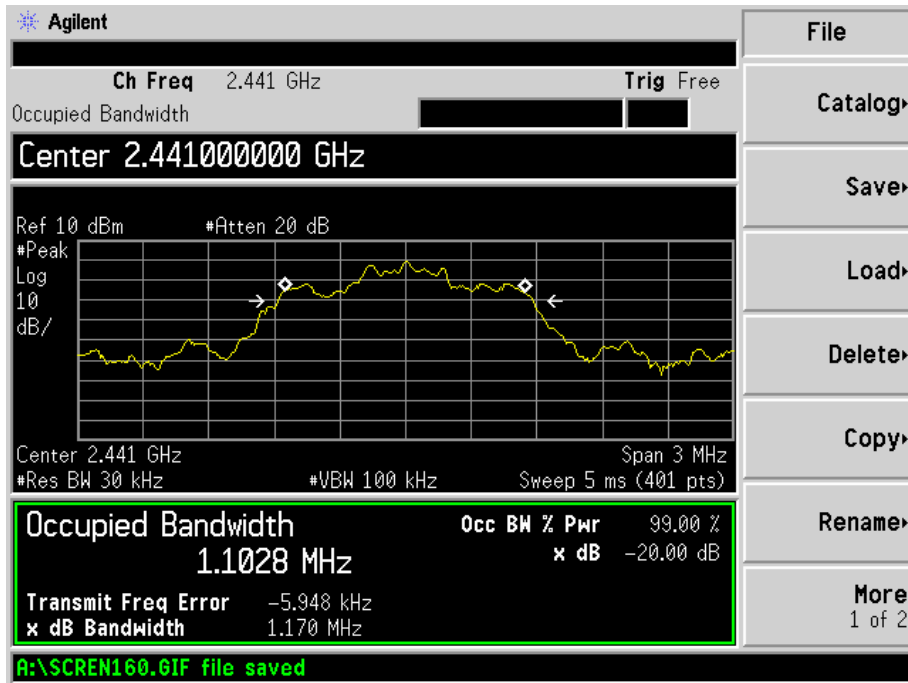 Agilent
File
Ch Freq 2.441 GHz Trig Free
Occupied Bandwidth
Catalog
Center 2.441000000 GHz
Save
Ref 10 dBm #Atten 20 dB
#Peak
Log
10
dB/
Load
Delete
Copy
Center 2.441 GHz Span 3 MHz
#Res BW 30 kHz #VBW 100 kHz Sweep 5 ms (401 pts)
Occupied Bandwidth Occ BW % Pwr 99.00 %
1.1028 MHz x dB -20.00 dB
Rename
Transmit Freq Error -5.948 kHz
x dB Bandwidth 1.170 MHz
More
1 of 2
A:\SCREN160.GIF file saved